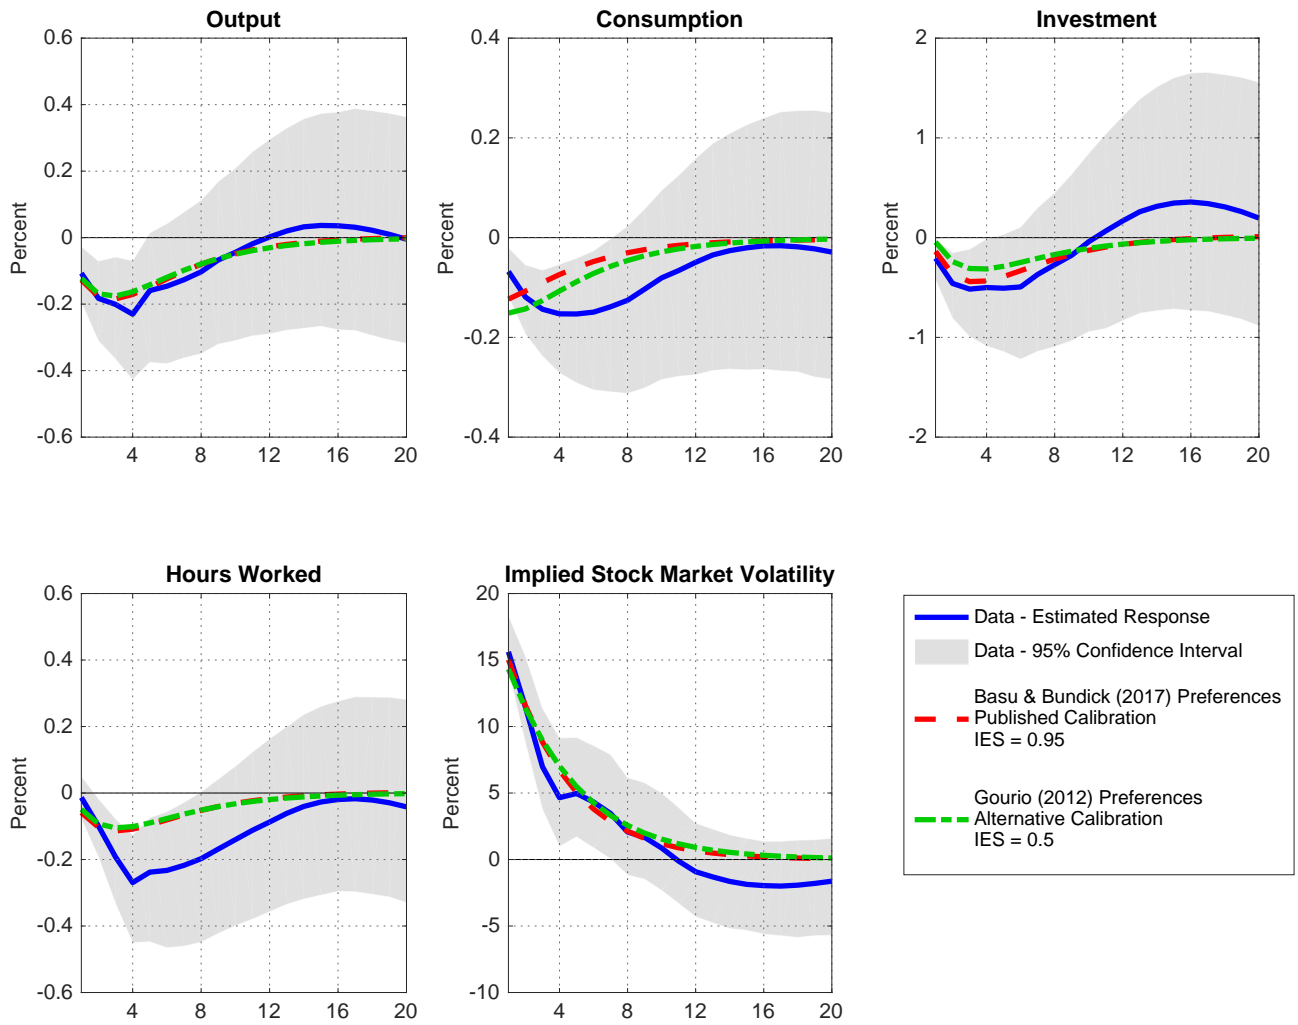 Output
0.6
0.4
0.2
0
-0.2
-0.4
-0.6
Percent
4 8 12 16 20
Consumption
0.4
0.2
0
-0.2
-0.4
Percent
4 8 12 16 20
Investment
2
1
0
-1
-2
Percent
4 8 12 16 20
Hours Worked
0.6
0.4
0.2
0
-0.2
-0.4
-0.6
Percent
4 8 12 16 20
Implied Stock Market Volatility
20
15
10
5
0
-5
-10
Percent
4 8 12 16 20
Data - Estimated Response
Data - 95% Confidence Interval
Basu & Bundick (2017) Preferences
Published Calibration
IES = 0.95
Gourio (2012) Preferences
Alternative Calibration
IES = 0.5